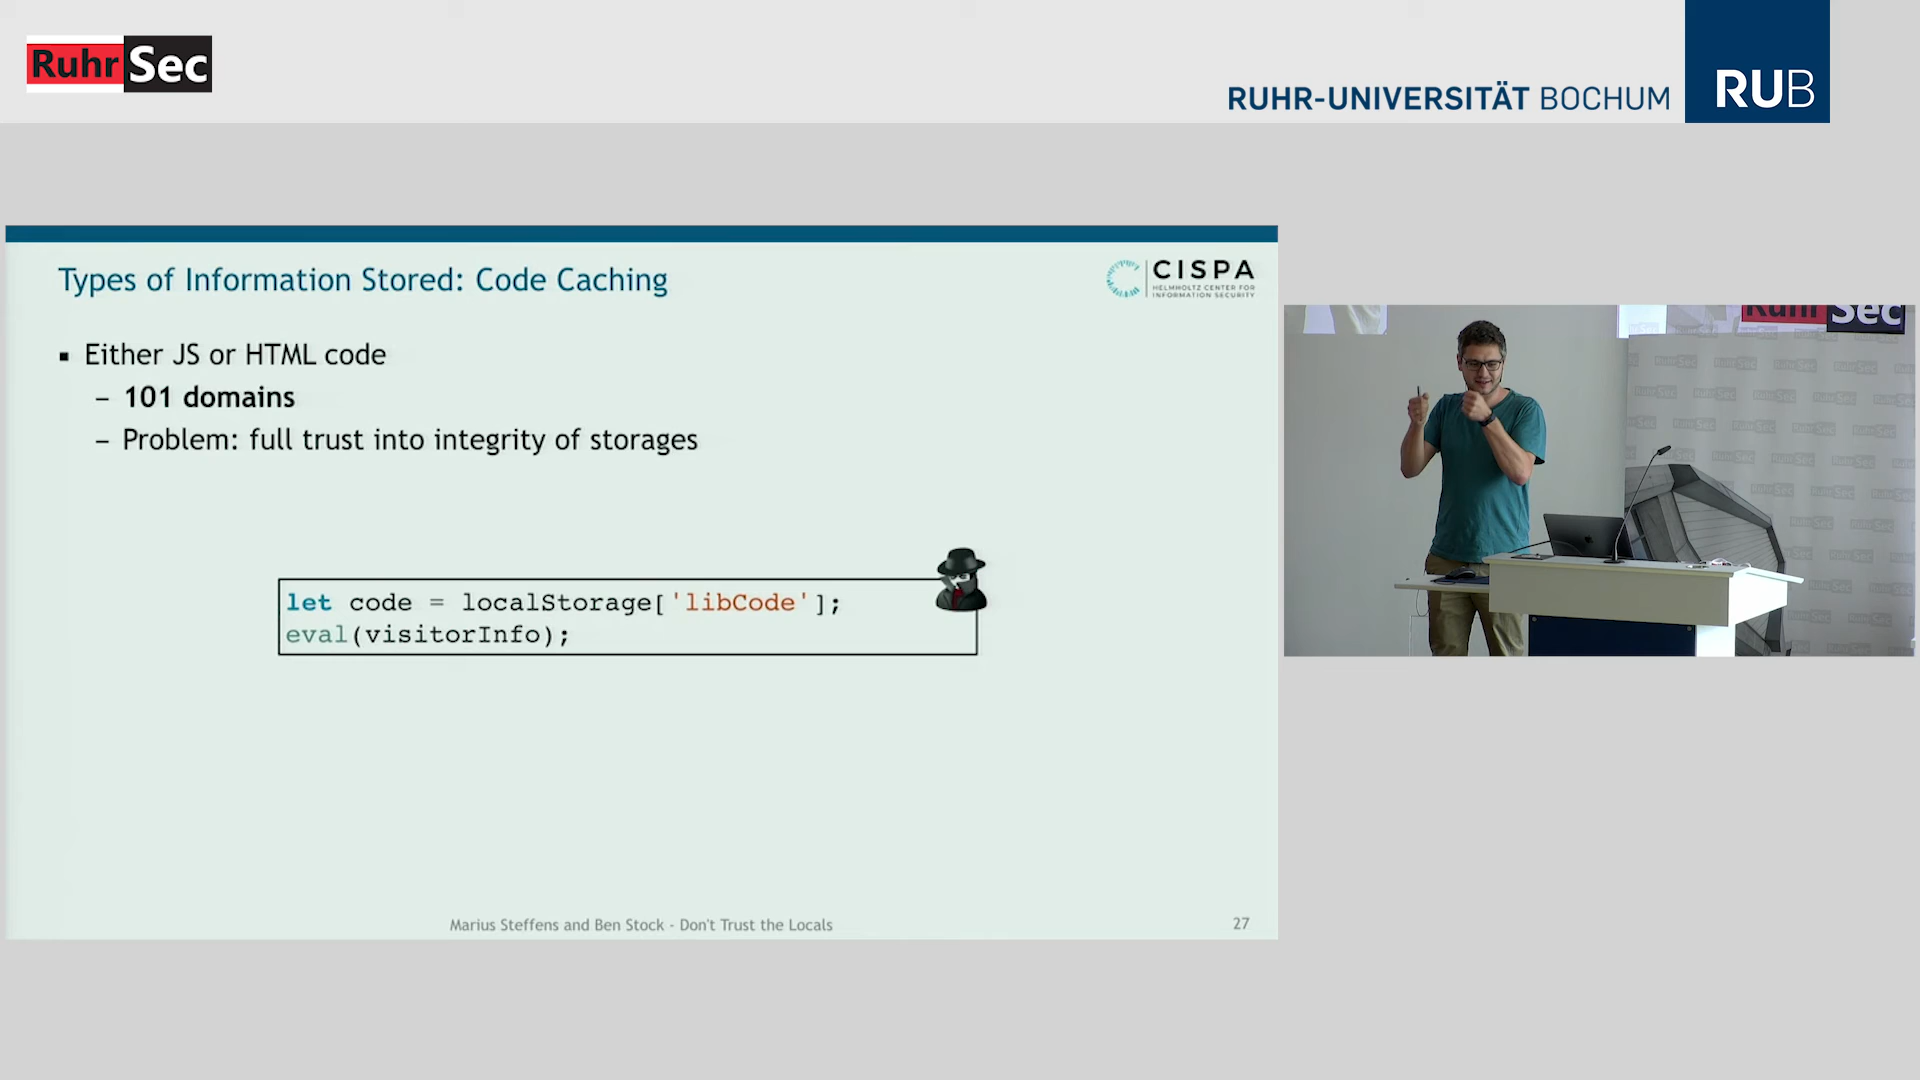 RuhrSec
RUHR-UNIVERSITÄT BOCHUM
RUB
Types of Information Stored: Code Caching
CISPA
HELMHOLTZ CENTER FOR
INFORMATION SECURITY
▪ Either JS or HTML code
– 101 domains
– Problem: full trust into integrity of storages
let code = localStorage['libCode'];
eval(visitorInfo);
Marius Steffens and Ben Stock - Don't Trust the Locals
27
RuhrSec